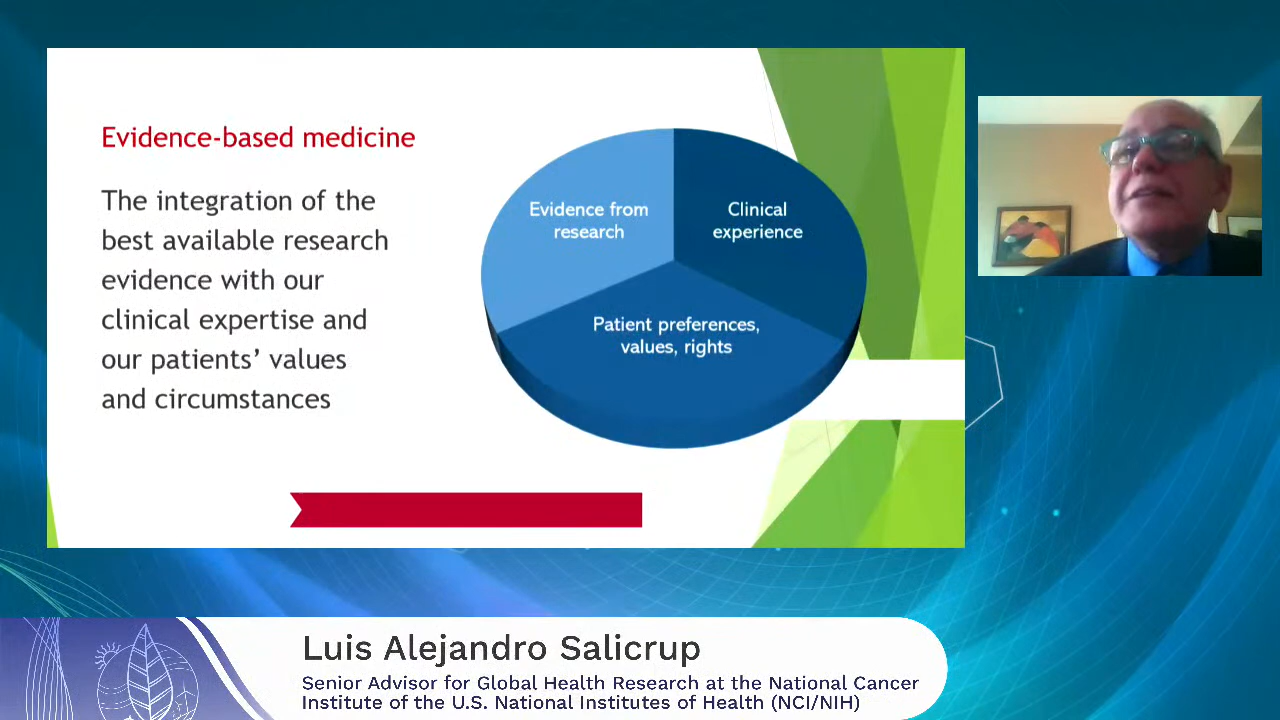 Evidence-based medicine
The integration of the
best available research
evidence with our
clinical expertise and
our patients’ values
and circumstances
Evidence from
research
Clinical
experience
Patient preferences,
values, rights
Luis Alejandro Salicrup
Senior Advisor for Global Health Research at the National Cancer
Institute of the U.S. National Institutes of Health (NCI/NIH)